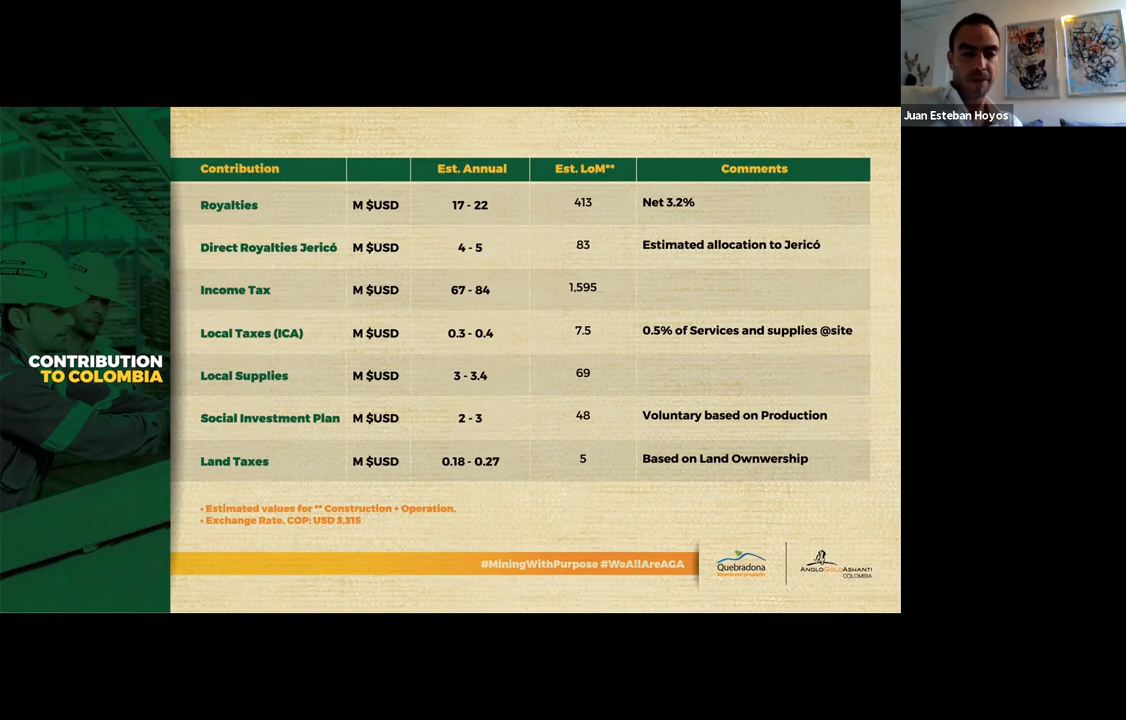 Juan Esteban Hoyos
Contribution Est. Annual Est. LoM** Comments
Royalties M $USD 17 - 22 413 Net 3.2%
Direct Royalties Jericó M $USD 4 - 5 83 Estimated allocation to Jericó
Income Tax M $USD 67 - 84 1,595
Local Taxes (ICA) M $USD 0.3 - 0.4 7.5 0.5% of Services and supplies @site
Local Supplies M $USD 3 - 3.4 69
Social Investment Plan M $USD 2 - 3 48 Voluntary based on Production
Land Taxes M $USD 0.18 - 0.27 5 Based on Land Ownwership
CONTRIBUTION
TO COLOMBIA
• Estimated values for ** Construction + Operation.
• Exchange Rate. COP: USD 3,315
#MiningWithPurpose #WeAllAreAGA
Quebradona
ANGLOGOLDASHANTI
COLOMBIA